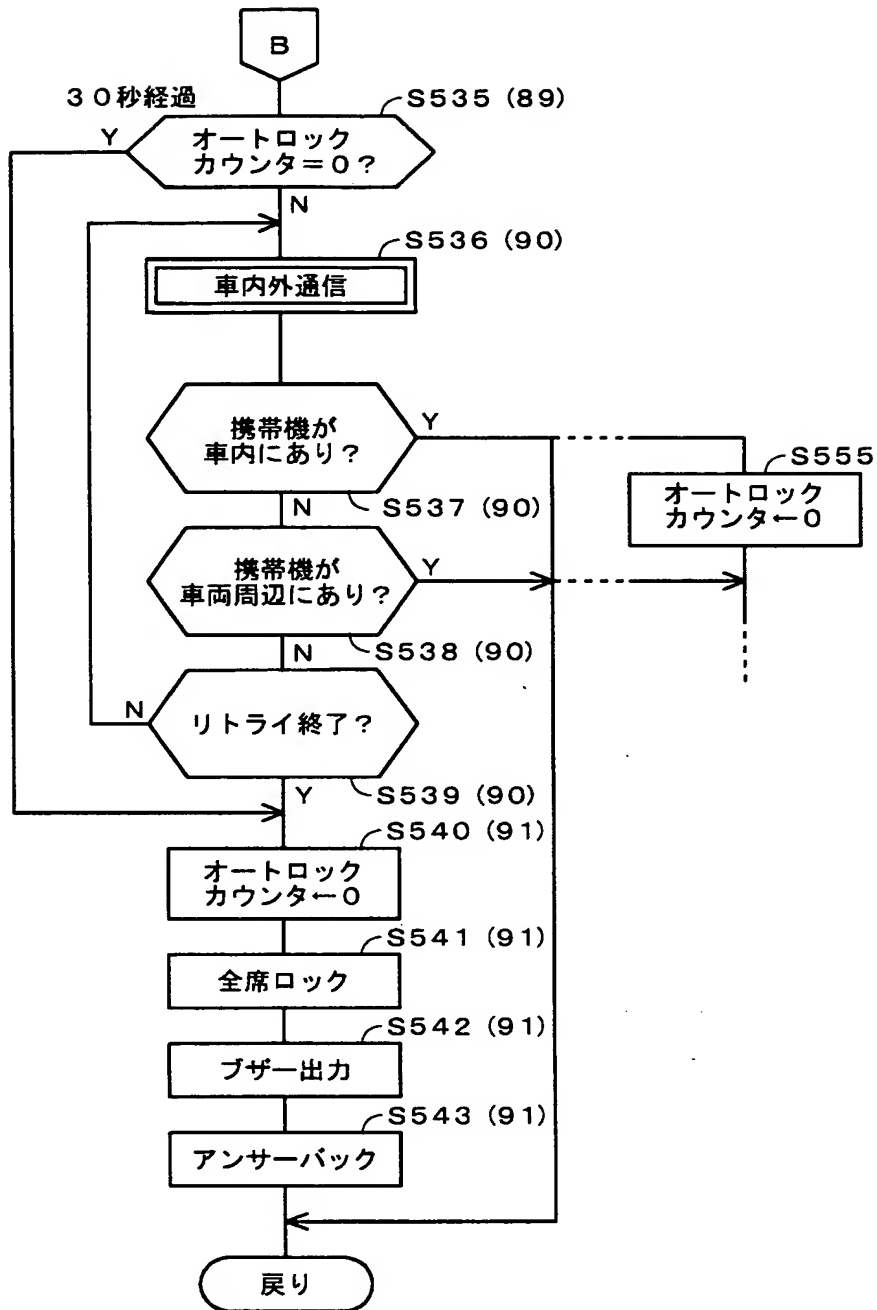 B
30秒経過
S535(89)
Y
オートロック
カウンタ=0?
N
S536(90)
車内外通信
携帯機が
車内にあり?
Y
S555
オートロック
カウンタ←0
N
S537(90)
携帯機が
車両周辺にあり?
Y
N
S538(90)
N
リトライ終了?
Y
S539(90)
S540(91)
オートロック
カウンタ←0
S541(91)
全席ロック
S542(91)
ブザー出力
S543(91)
アンサーバック
戻り